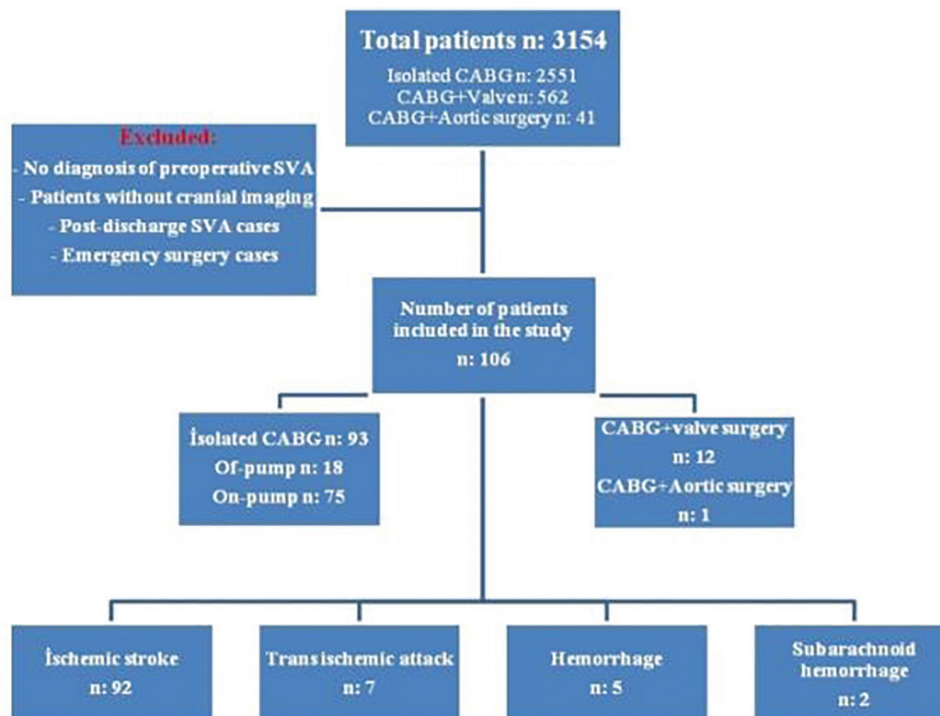 Total patients n: 3154
Isolated CABG n: 2551
CABG+Valve n: 562
CABG+Aortic surgery n: 41
Excluded:
- No diagnosis of preoperative SVA
- Patients without cranial imaging
- Post-discharge SVA cases
- Emergency surgery cases
Number of patients
included in the study
n: 106
İsolated CABG n: 93
Of-pump n: 18
On-pump n: 75
CABG+valve surgery
n: 12
CABG+Aortic surgery
n: 1
İschemic stroke
n: 92
Trans ischemic attack
n: 7
Hemorrhage
n: 5
Subarachnoid
hemorrhage
n: 2